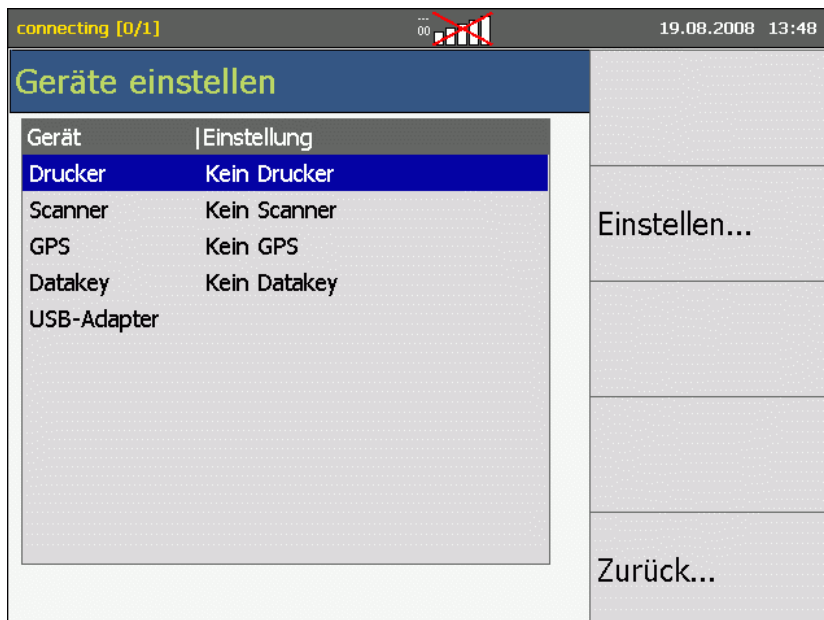 connecting [0/1]
---
00
19.08.2008 13:48
Geräte einstellen
Gerät |Einstellung
Drucker Kein Drucker
Scanner Kein Scanner
GPS Kein GPS
Datakey Kein Datakey
USB-Adapter
Einstellen...
Zurück...